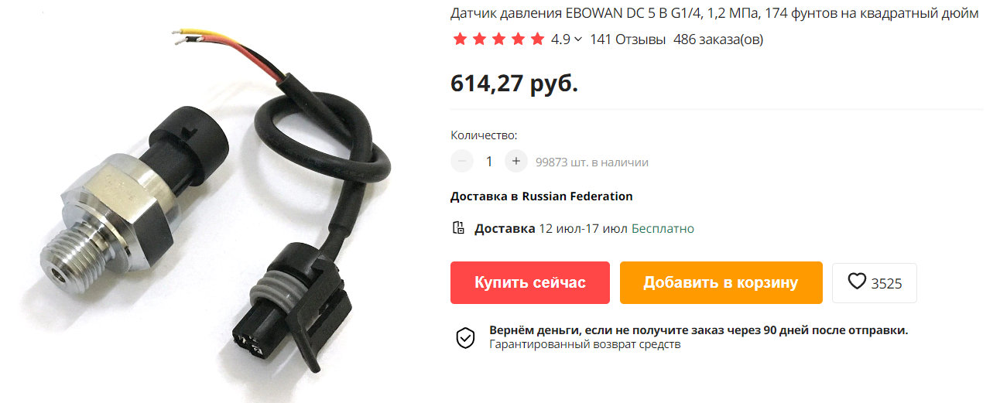 Датчик давления EBOWAN DC 5 В G1/4, 1,2 МПа, 174 фунтов на квадратный дюйм
4.9 141 Отзывы 486 заказа(ов)
614,27 руб.
Количество:
1 + 99873 шт. в наличии
Доставка в Russian Federation
Доставка 12 июл-17 июл Бесплатно
Купить сейчас Добавить в корзину 3525
Вернём деньги, если не получите заказ через 90 дней после отправки.
Гарантированный возврат средств